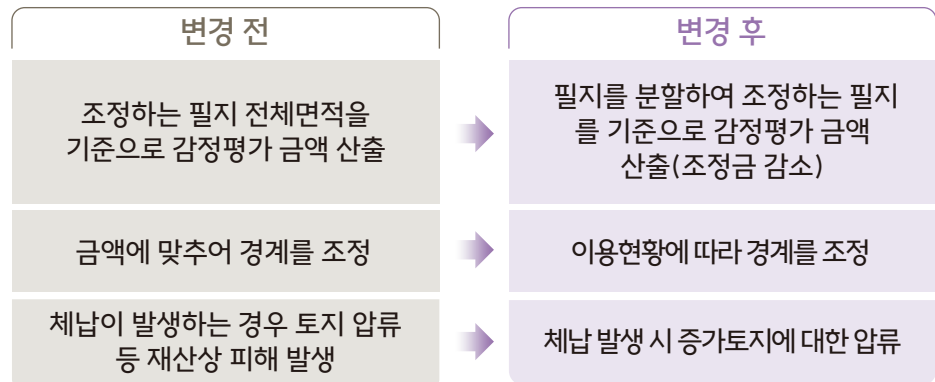 변경 전
변경 후
조정하는 필지 전체면적을
기준으로 감정평가 금액 산출
필지를 분할하여 조정하는 필지
를 기준으로 감정평가 금액
산출(조정금 감소)
금액에 맞추어 경계를 조정
이용현황에 따라 경계를 조정
체납이 발생하는 경우 토지 압류
등 재산상 피해 발생
체납 발생 시 증가토지에 대한 압류